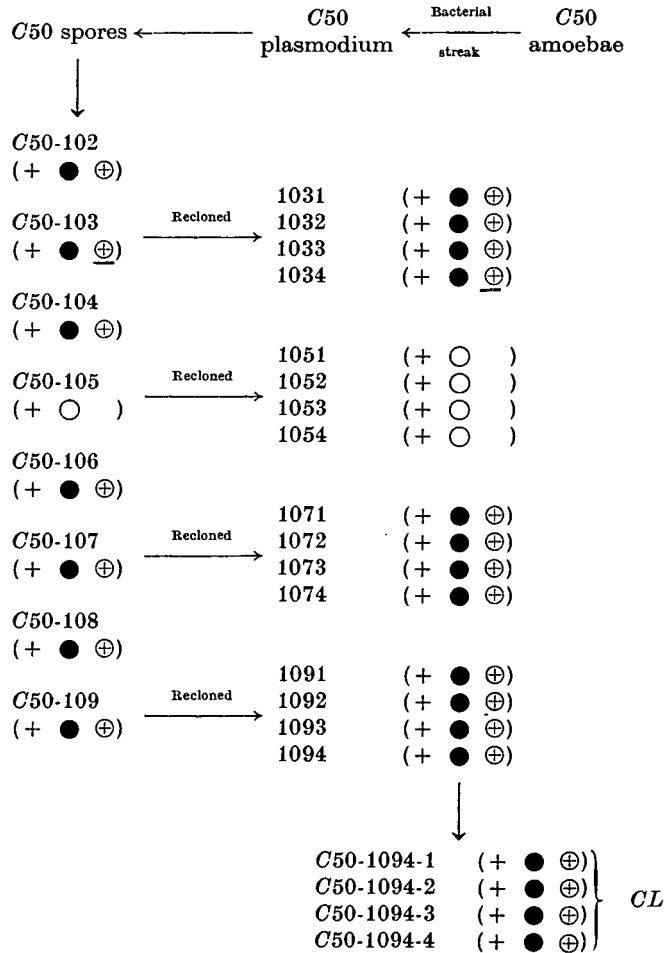 C50 spores ← C50 plasmodium ← Bacterial streak C50 amoebae
C50-102
(+ ● ⊕)
C50-103
(+ ● ⊕)
Recloned
1031 (+ ● ⊕)
1032 (+ ● ⊕)
1033 (+ ● ⊕)
1034 (+ ● ⊕)
C50-104
(+ ● ⊕)
C50-105
(+ ○ )
Recloned
1051 (+ ○ )
1052 (+ ○ )
1053 (+ ○ )
1054 (+ ○ )
C50-106
(+ ● ⊕)
C50-107
(+ ● ⊕)
Recloned
1071 (+ ● ⊕)
1072 (+ ● ⊕)
1073 (+ ● ⊕)
1074 (+ ● ⊕)
C50-108
(+ ● ⊕)
C50-109
(+ ● ⊕)
Recloned
1091 (+ ● ⊕)
1092 (+ ● ⊕)
1093 (+ ● ⊕)
1094 (+ ● ⊕)
C50-1094-1 (+ ● ⊕)
C50-1094-2 (+ ● ⊕)
C50-1094-3 (+ ● ⊕)
C50-1094-4 (+ ● ⊕)
CL